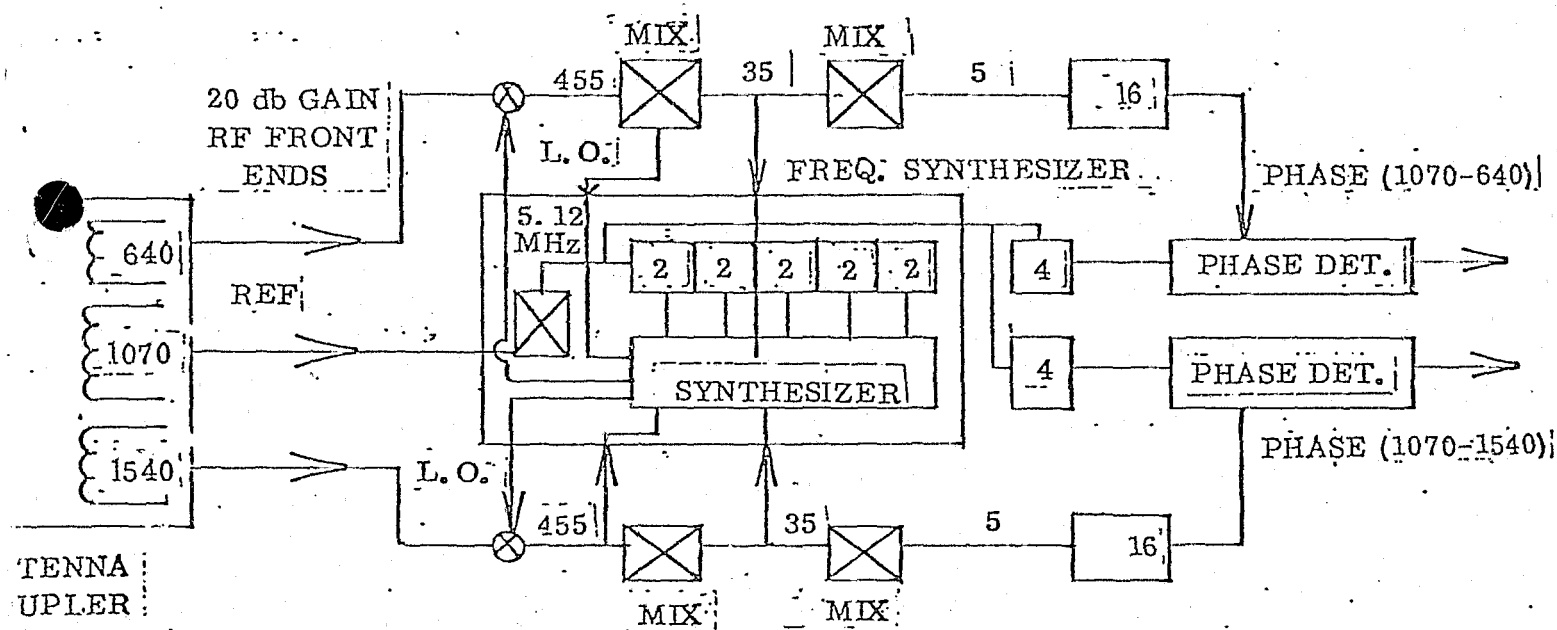 MIX
MIX
455
35
5
16
20 db GAIN
RF FRONT
ENDS
L. O.
FREQ. SYNTHESIZER
PHASE (1070-640)
5. 12
MHz
640
2
2
2
2
2
4
PHASE DET.
REF
1070
SYNTHESIZER
4
PHASE DET.
1540
L. O.
PHASE (1070-1540)
455
35
5
16
TENNA
UPLER
MIX
MIX